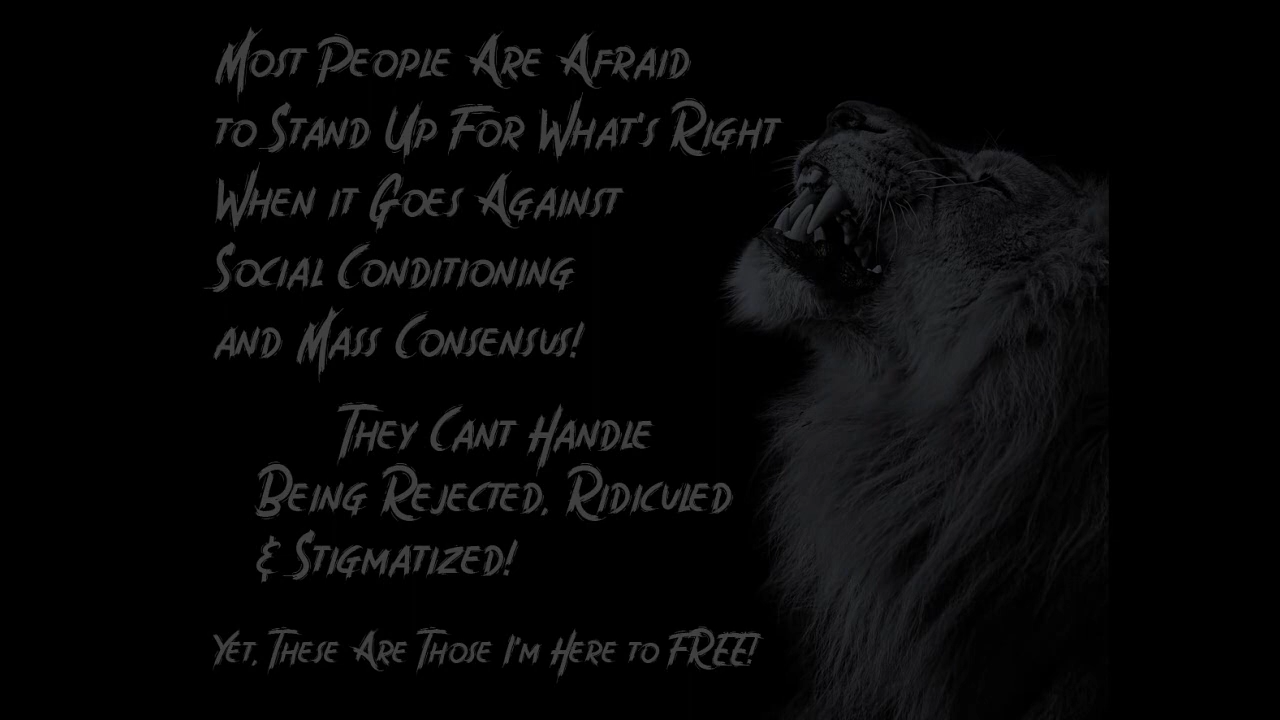 Most People Are Afraid
to Stand Up For What's Right
When it Goes Against
Social Conditioning
and Mass Consensus!
They Cant Handle
Being Rejected, Ridiculed
& Stigmatized!
Yet, These Are Those I'm Here to FREE!